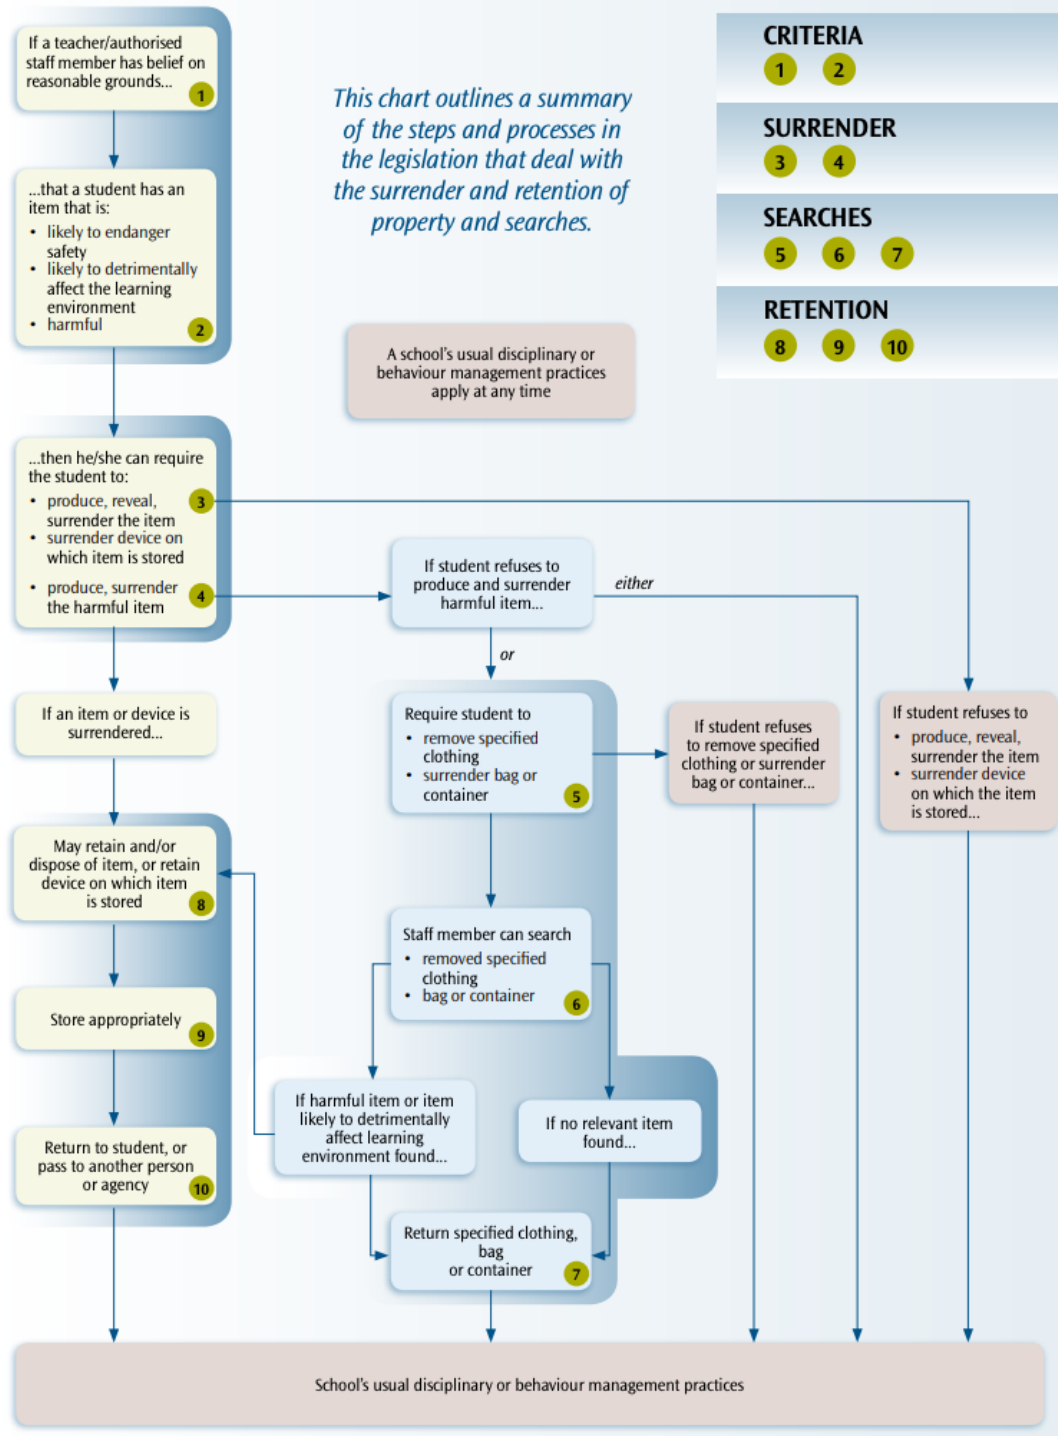 If a teacher/authorised
staff member has belief on
reasonable grounds...
1
...that a student has an
item that is:
• likely to endanger
safety
• likely to detrimentally
affect the learning
environment
• harmful
2
This chart outlines a summary
of the steps and processes in
the legislation that deal with
the surrender and retention of
property and searches.
CRITERIA
1 2
SURRENDER
3 4
SEARCHES
5 6 7
RETENTION
8 9 10
A school's usual disciplinary or
behaviour management practices
apply at any time
...then he/she can require
the student to:
• produce, reveal,
surrender the item
3
• surrender device on
which item is stored
• produce, surrender
the harmful item
4
If student refuses to
produce and surrender
harmful item...
either
or
If an item or device is
surrendered...
Require student to
• remove specified
clothing
• surrender bag or
container
5
If student refuses
to remove specified
clothing or surrender
bag or container...
If student refuses to
• produce, reveal,
surrender the item
• surrender device
on which the item
is stored...
May retain and/or
dispose of item, or retain
device on which item
is stored
8
Staff member can search
• removed specified
clothing
• bag or container
6
Store appropriately
9
If harmful item or item
likely to detrimentally
affect learning
environment found...
If no relevant item
found...
Return to student, or
pass to another person
or agency
10
Return specified clothing,
bag
or container
7
School's usual disciplinary or behaviour management practices